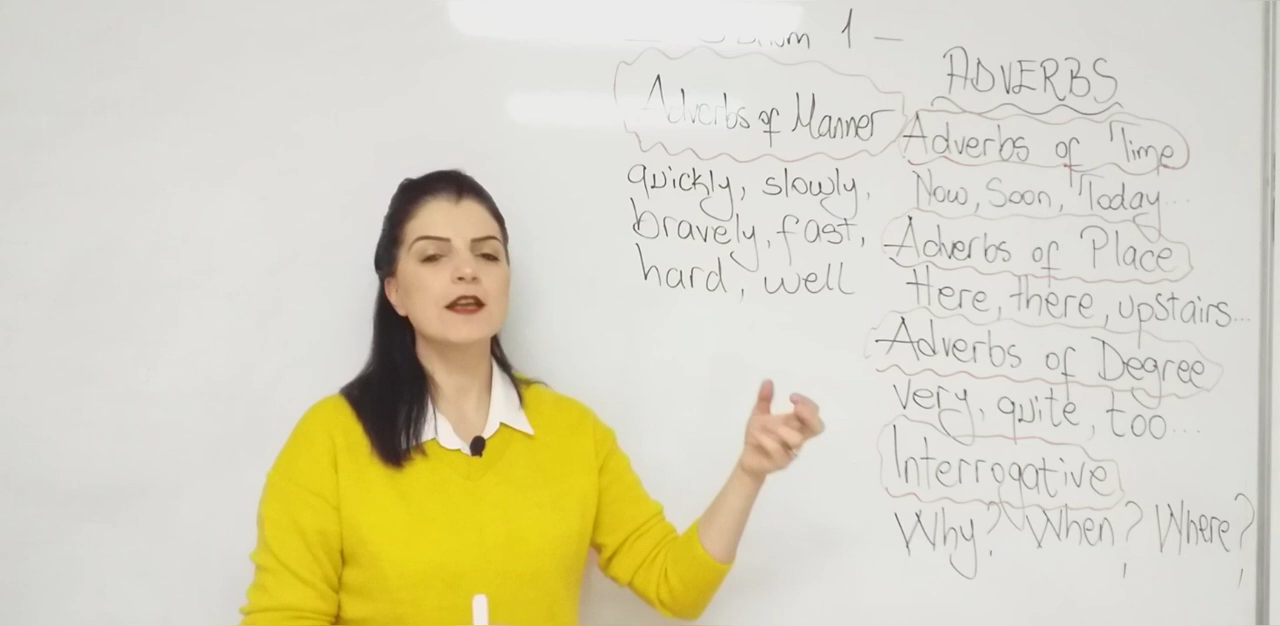 1 -
ADVERBS
Adverbs of Manner
quickly, slowly,
bravely, fast,
hard, well
Adverbs of Time
Now, Soon, Today...
Adverbs of Place
Here, there, upstairs...
Adverbs of Degree
very, quite, too...
Interrogative
Why? When? Where?